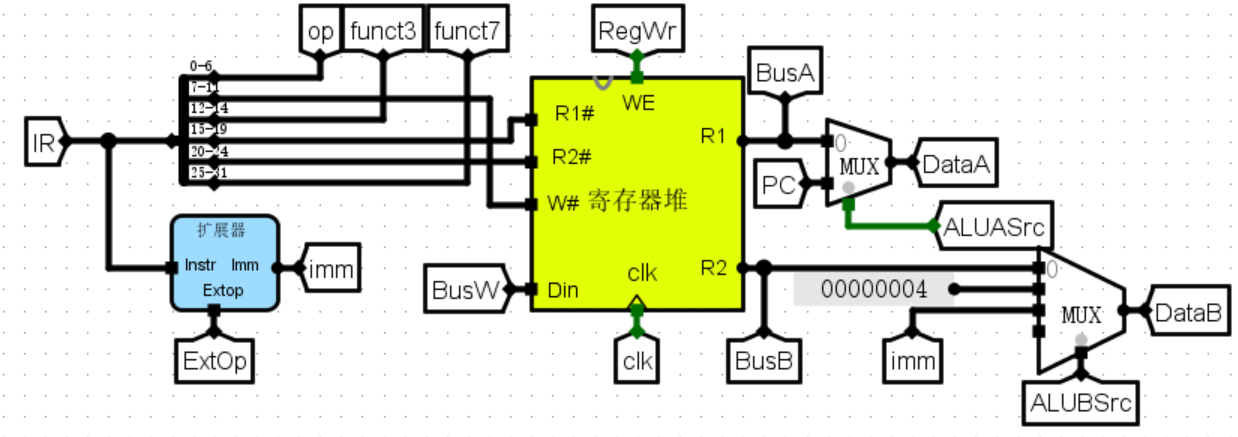 op
funct3
funct7
RegWr
0-6
7-11
12-14
15-19
20-24
25-31
IR
WE
R1#
R2#
W#
寄存器堆
Din
clk
R1
R2
BusA
0
MUX
DataA
PC
ALUASrc
扩展器
Instr
Imm
Extop
imm
ExtOp
BusW
clk
BusB
00000004
imm
0
MUX
DataB
ALUBSrc